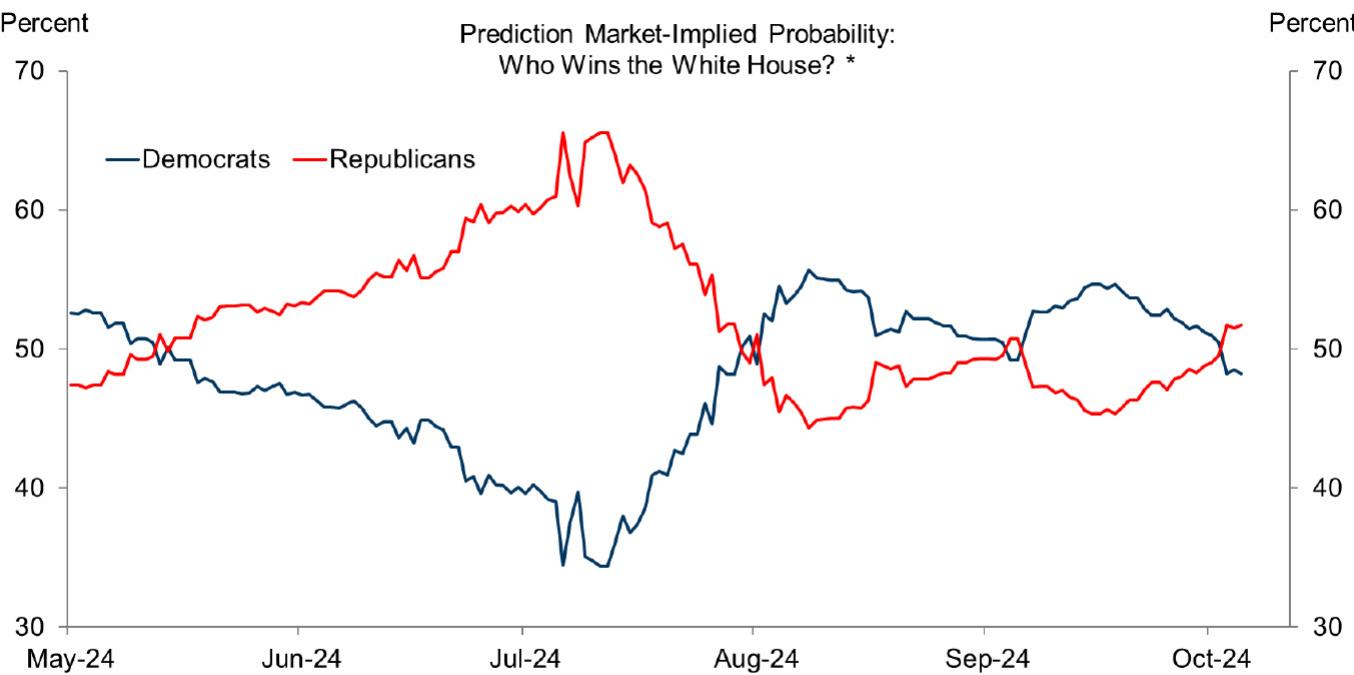 Percent
Percent
Prediction Market-Implied Probability:
Who Wins the White House? *
70
70
Democrats
Republicans
60
60
50
50
40
40
30
30
May-24
Jun-24
Jul-24
Aug-24
Sep-24
Oct-24